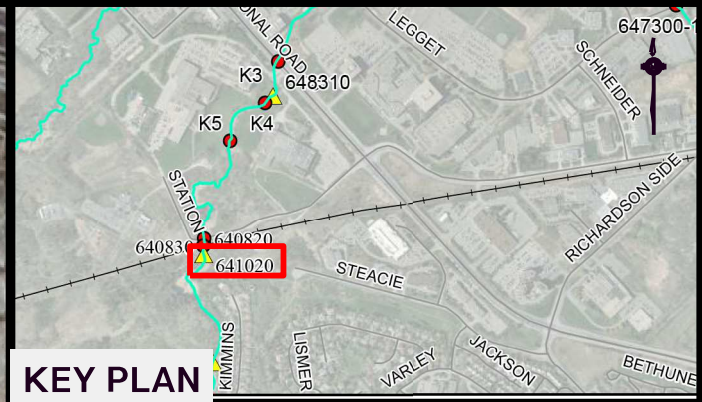 ONAL ROAD
LEGGET
647300-1
SCHNEIDER
K3
648310
K5
K4
STATION
RICHARDSON SIDE
640830
640820
641020
STEACIE
KIMMINS
LISMER
VARLEY
JACKSON
BETHUNE
KEY PLAN